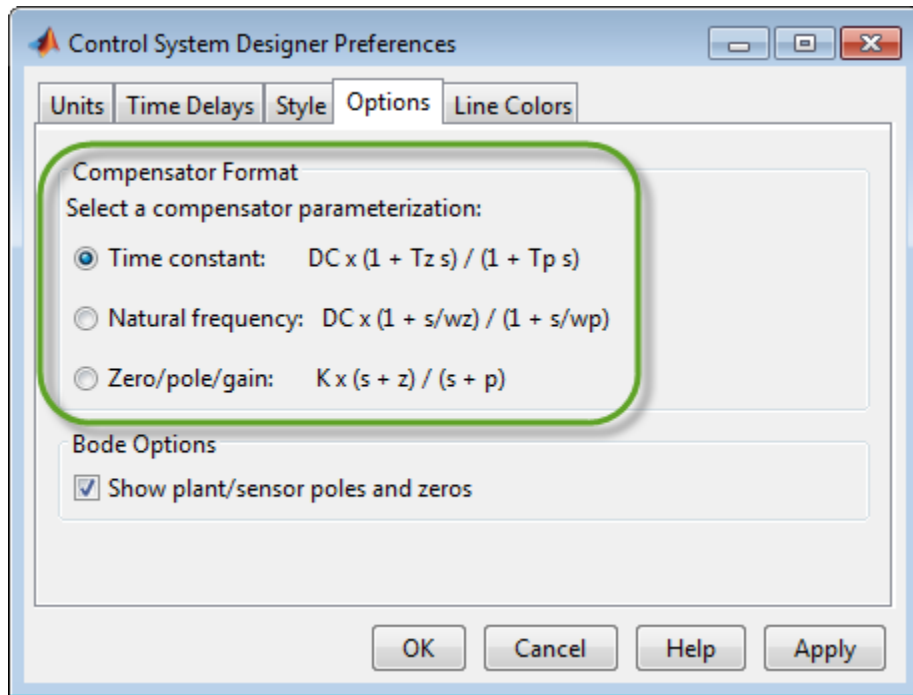 Control System Designer Preferences
Units Time Delays Style Options Line Colors
Compensator Format
Select a compensator parameterization:
Time constant: DC x (1 + Tz s) / (1 + Tp s)
Natural frequency: DC x (1 + s/wz) / (1 + s/wp)
Zero/pole/gain: K x (s + z) / (s + p)
Bode Options
Show plant/sensor poles and zeros
OK Cancel Help Apply